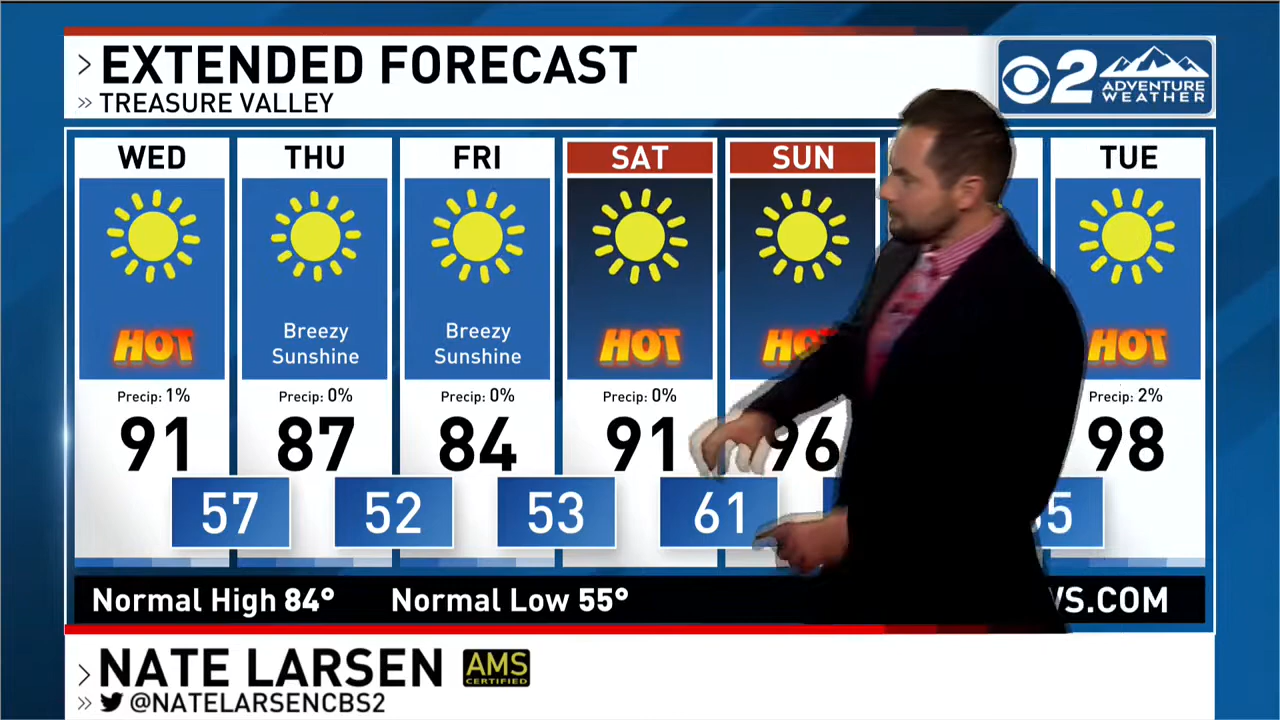 EXTENDED FORECAST
TREASURE VALLEY
2 ADVENTURE WEATHER
WED THU FRI SAT SUN TUE
HOT Breezy Sunshine Breezy Sunshine HOT HOT HOT
Precip: 1% Precip: 0% Precip: 0% Precip: 0% Precip: 2%
91 87 84 91 96 98
57 52 53 61
Normal High 84° Normal Low 55° .COM
NATE LARSEN AMS CERTIFIED
@NATELARSENCBS2